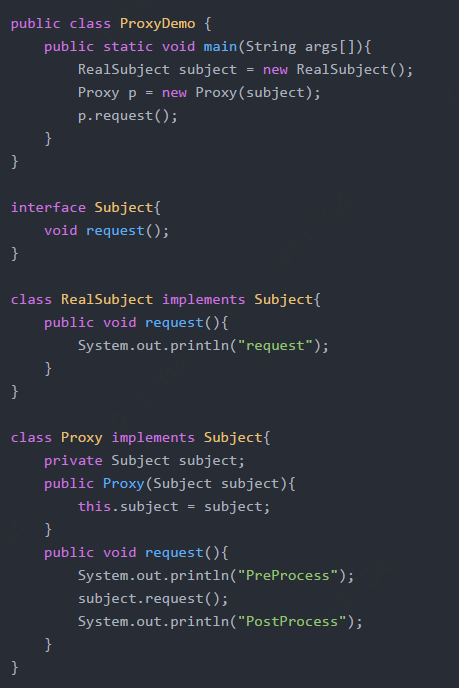 public class ProxyDemo {
    public static void main(String args[]){
        RealSubject subject = new RealSubject();
        Proxy p = new Proxy(subject);
        p.request();
    }
}

interface Subject{
    void request();
}

class RealSubject implements Subject{
    public void request(){
        System.out.println("request");
    }
}

class Proxy implements Subject{
    private Subject subject;
    public Proxy(Subject subject){
        this.subject = subject;
    }
    public void request(){
        System.out.println("PreProcess");
        subject.request();
        System.out.println("PostProcess");
    }
}